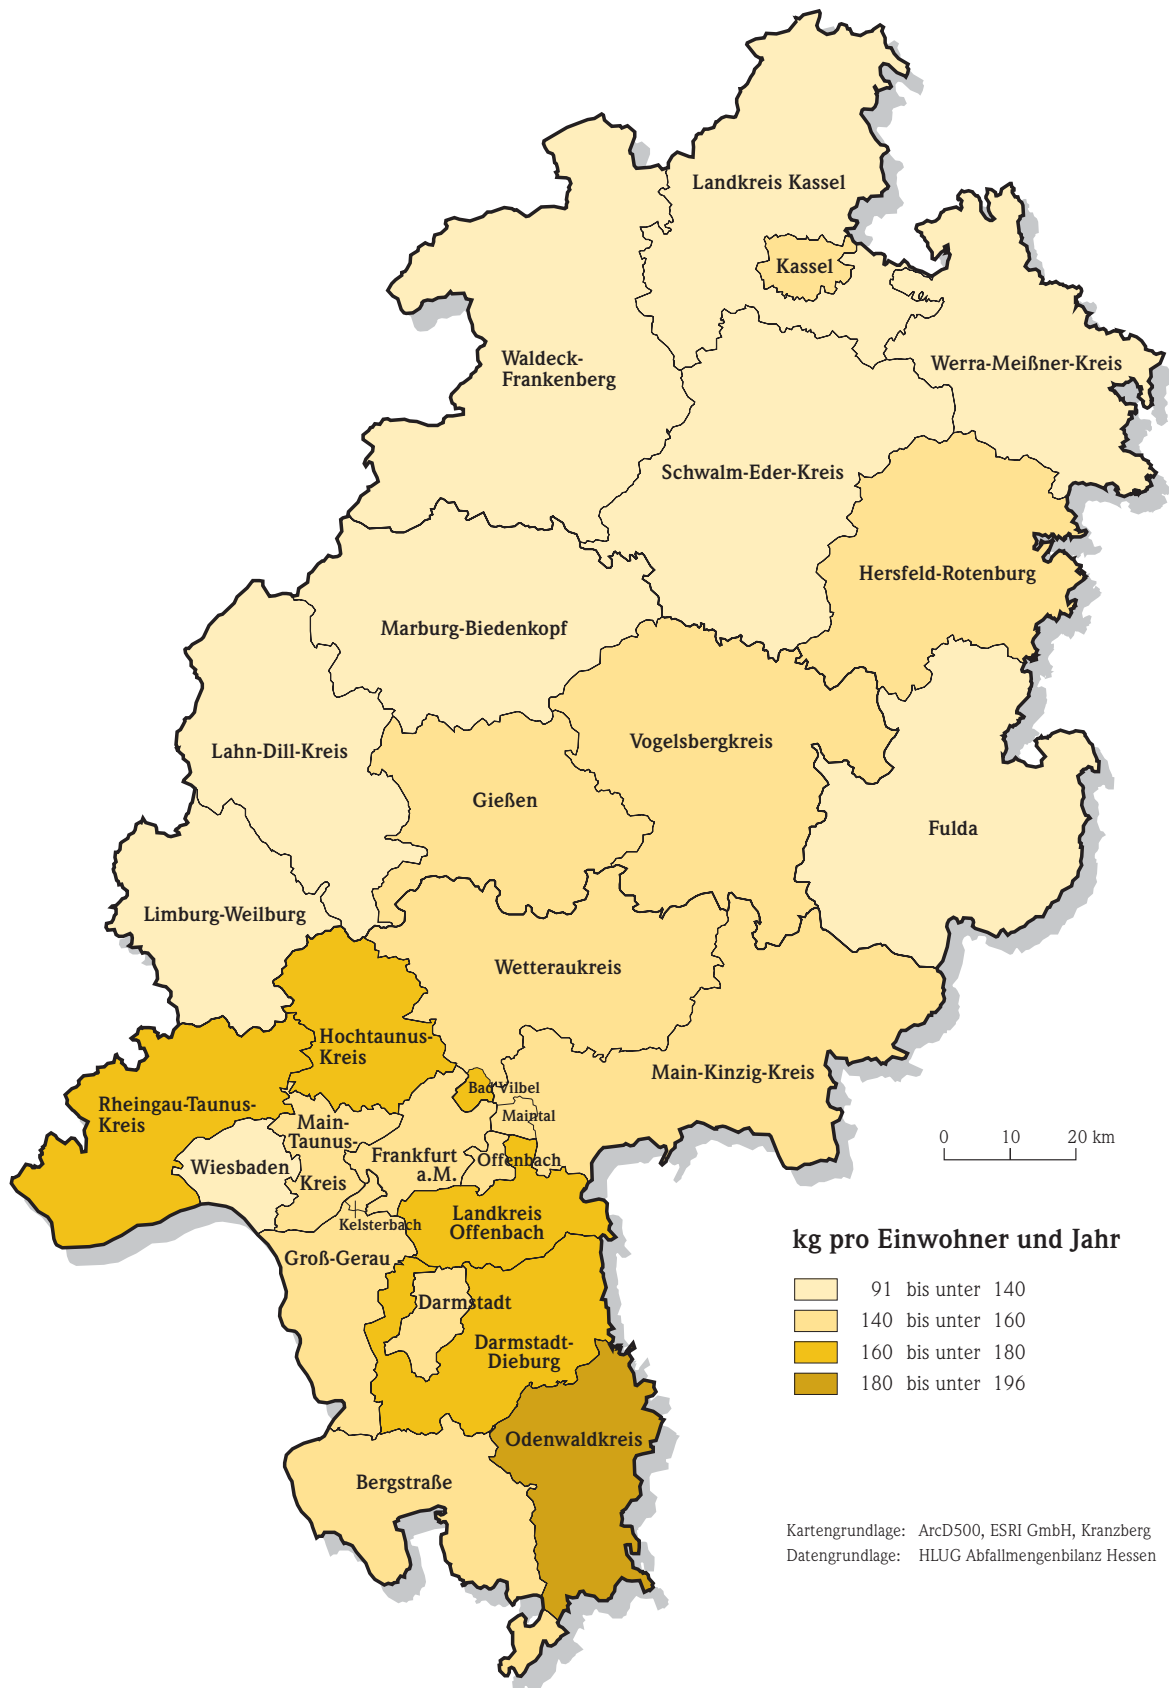 Landkreis Kassel
Kassel
Waldeck-
Frankenberg
Werra-Meißner-Kreis
Schwalm-Eder-Kreis
Hersfeld-Rotenburg
Marburg-Biedenkopf
Lahn-Dill-Kreis
Vogelsbergkreis
Gießen
Fulda
Limburg-Weilburg
Wetteraukreis
Hochtaunus-
Kreis
Main-Kinzig-Kreis
Bad Vilbel
Rheingau-Taunus-
Kreis
Maintal
Main-
Taunus-
Kreis
Frankfurt
a.M.
Offenbach
Wiesbaden
Kelsterbach
Landkreis
Offenbach
Groß-Gerau
Darmstadt
Darmstadt-
Dieburg
Odenwaldkreis
Bergstraße
0 10 20 km
kg pro Einwohner und Jahr
91 bis unter 140
140 bis unter 160
160 bis unter 180
180 bis unter 196
Kartengrundlage: ArcD500, ESRI GmbH, Kranzberg
Datengrundlage: HLUG Abfallmengenbilanz Hessen